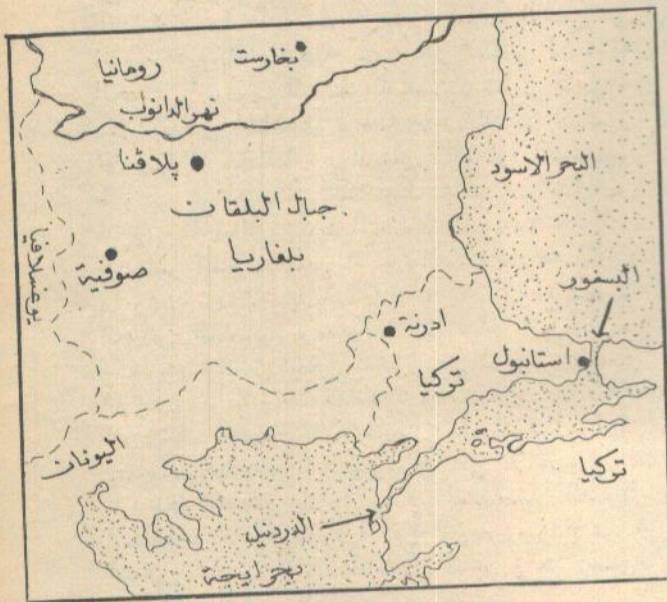 بخارست
رومانيا
نهر الدانوب
پلاڤنا
البحر الاسود
جبال البلقان
بلغاريا
صوفية
يوغسلافيا
البسفور
ادرنة
استانبول
تركيا
اليونان
تركيا
الدردنيل
بحر ايجة